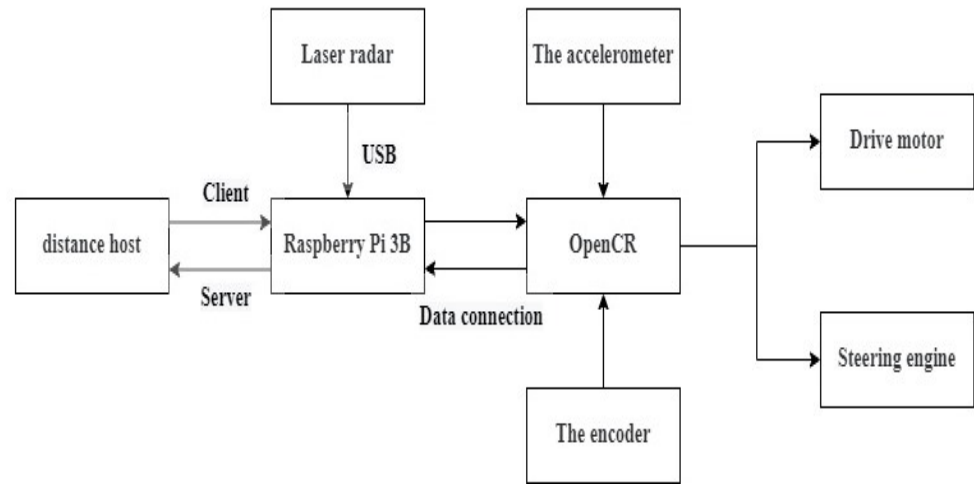 Laser radar
The accelerometer
Drive motor
USB
Client
distance host
Raspberry Pi 3B
OpenCR
Server
Data connection
Steering engine
The encoder